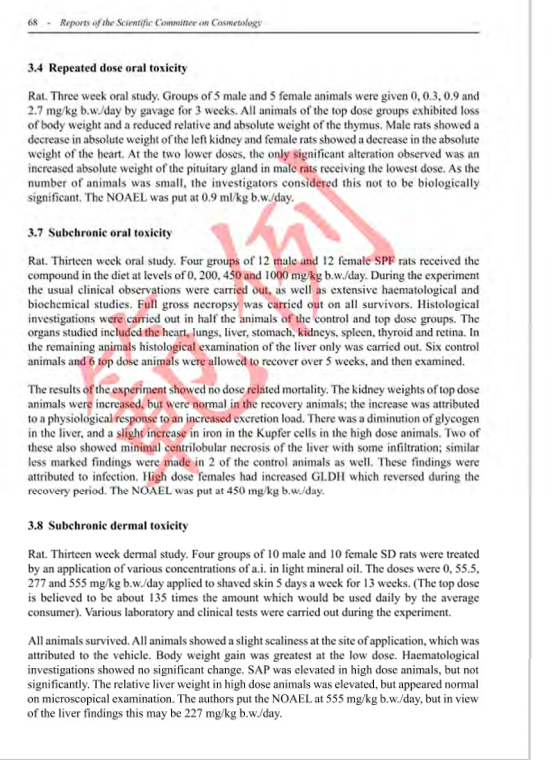 68 - Reports of the Scientific Committee on Cosmetology
3.4 Repeated dose oral toxicity
Rat. Three week oral study. Groups of 5 male and 5 female animals were given 0, 0.3, 0.9 and
2.7 mg/kg b.w./day by gavage for 3 weeks. All animals of the top dose groups exhibited loss
of body weight and a reduced relative and absolute weight of the thymus. Male rats showed a
decrease in absolute weight of the left kidney and female rats showed a decrease in the absolute
weight of the heart. At the two lower doses, the only significant alteration observed was an
increased absolute weight of the pituitary gland in male rats receiving the lowest dose. As the
number of animals was small, the investigators considered this not to be biologically
significant. The NOAEL was put at 0.9 ml/kg b.w./day.
3.7 Subchronic oral toxicity
Rat. Thirteen week oral study. Four groups of 12 male and 12 female SPF rats received the
compound in the diet at levels of 0, 200, 450 and 1000 mg/kg b.w./day. During the experiment
the usual clinical observations were carried out, as well as extensive haematological and
biochemical studies. Full gross necropsy was carried out on all survivors. Histological
investigations were carried out in half the animals of the control and top dose groups. The
organs studied included the heart, lungs, liver, stomach, kidneys, spleen, thyroid and retina. In
the remaining animals histological examination of the liver only was carried out. Six control
animals and 6 top dose animals were allowed to recover over 5 weeks, and then examined.
The results of the experiment showed no dose related mortality. The kidney weights of top dose
animals were increased, but were normal in the recovery animals; the increase was attributed
to a physiological response to an increased excretion load. There was a diminution of glycogen
in the liver, and a slight increase in iron in the Kupfer cells in the high dose animals. Two of
these also showed minimal centrilobular necrosis of the liver with some infiltration; similar
less marked findings were made in 2 of the control animals as well. These findings were
attributed to infection. High dose females had increased GLDH which reversed during the
recovery period. The NOAEL was put at 450 mg/kg b.w./day.
3.8 Subchronic dermal toxicity
Rat. Thirteen week dermal study. Four groups of 10 male and 10 female SD rats were treated
by an application of various concentrations of a.i. in light mineral oil. The doses were 0, 55.5,
277 and 555 mg/kg b.w./day applied to shaved skin 5 days a week for 13 weeks. (The top dose
is believed to be about 135 times the amount which would be used daily by the average
consumer). Various laboratory and clinical tests were carried out during the experiment.
All animals survived. All animals showed a slight scaliness at the site of application, which was
attributed to the vehicle. Body weight gain was greatest at the low dose. Haematological
investigations showed no significant change. SAP was elevated in high dose animals, but not
significantly. The relative liver weight in high dose animals was elevated, but appeared normal
on microscopical examination. The authors put the NOAEL at 555 mg/kg b.w./day, but in view
of the liver findings this may be 227 mg/kg b.w./day.
範例